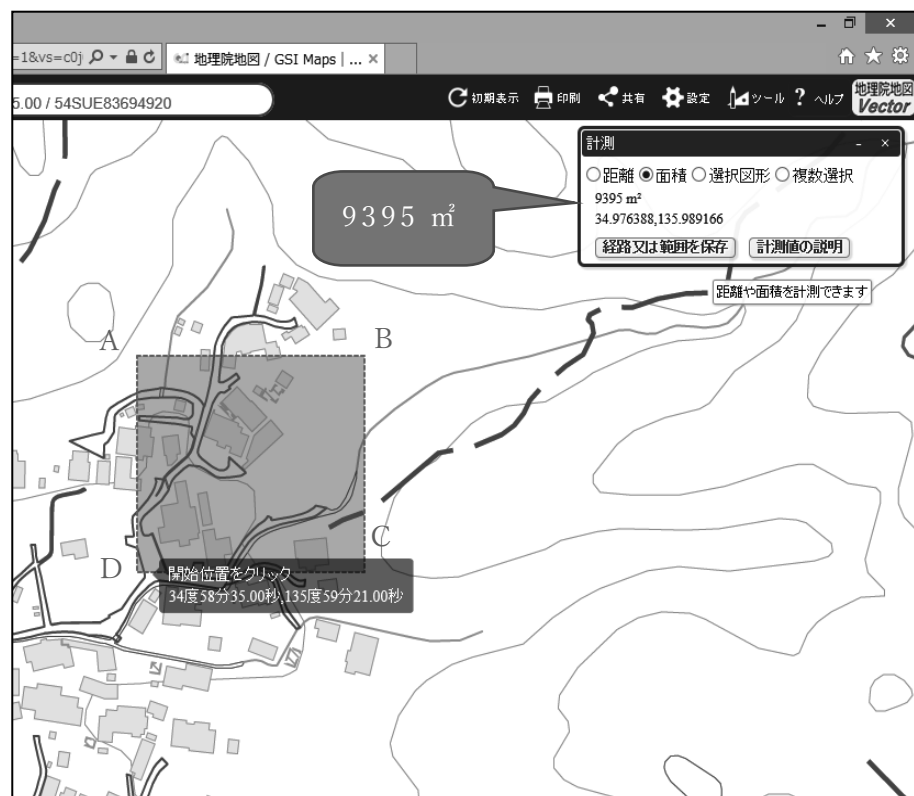 =1&vs=c0j
地理院地図 / GSI Maps | ... ×
5.00 / 54SUE83694920
初期表示 印刷 共有 設定 ツール ? ヘルプ
地理院地図
Vector
計測 - ×
距離 面積 選択図形 複数選択
9395 ㎡
34.976388,135.989166
経路又は範囲を保存 計測値の説明
9395 ㎡
距離や面積を計測できます
A
B
C
D
開始位置をクリック
34度58分35.00秒,135度59分21.00秒